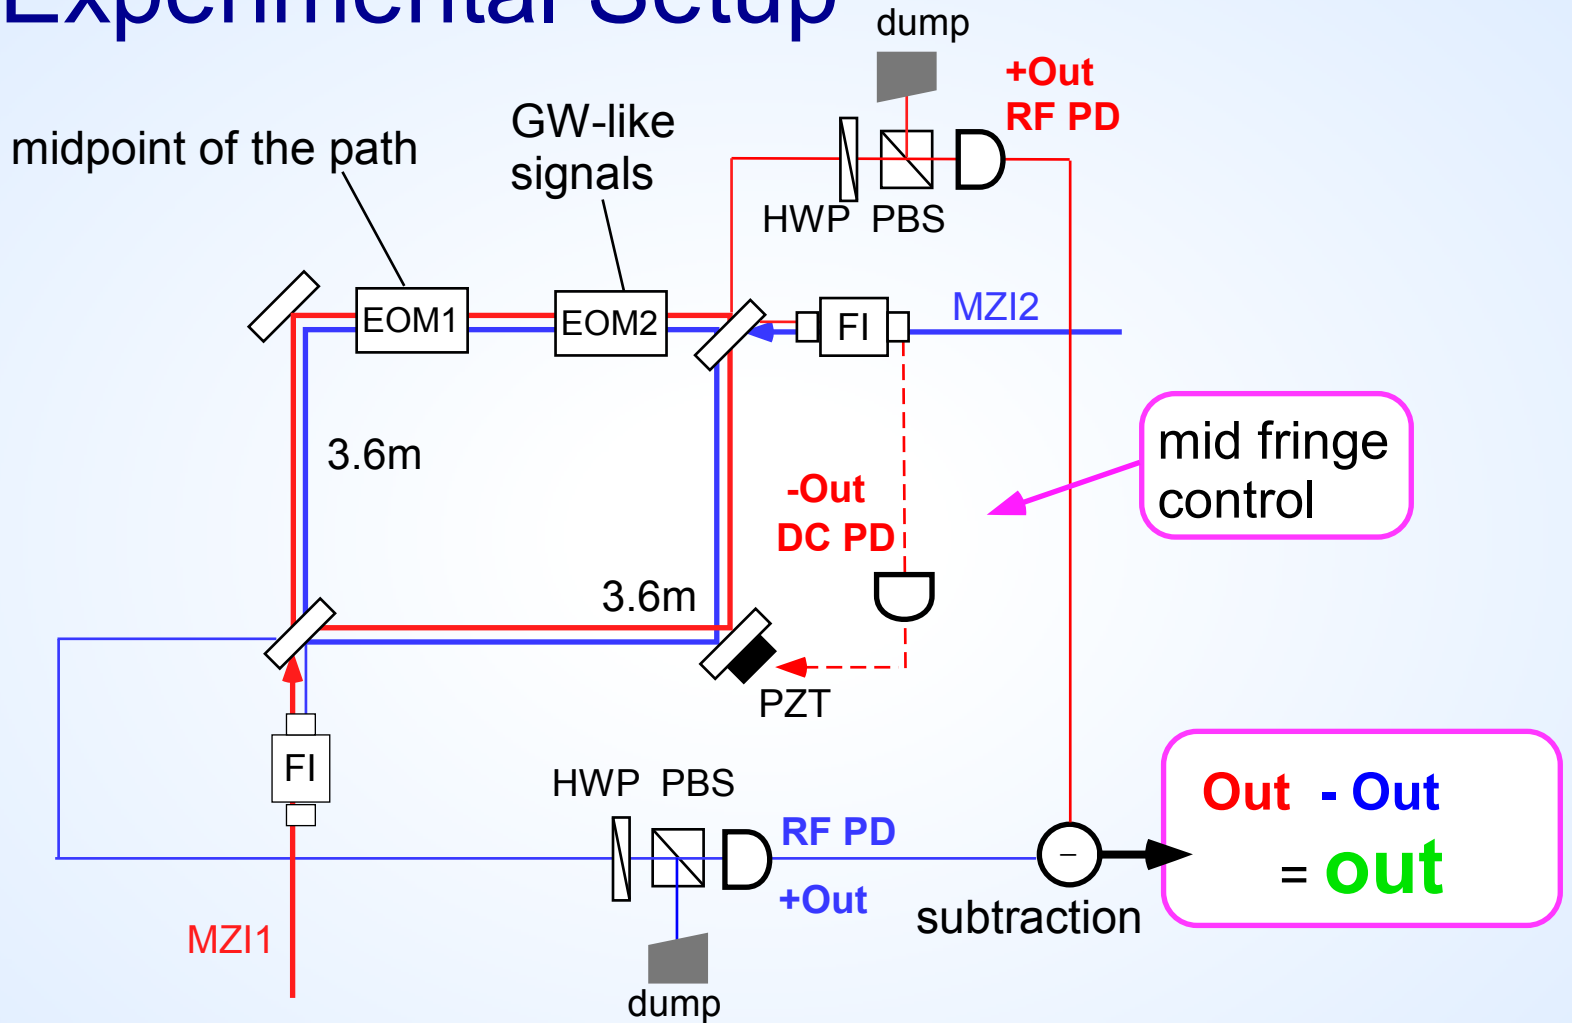 Experimental Setup
dump
+Out
RF PD
GW-like
signals
midpoint of the path
HWP PBS
EOM1
EOM2
FI
MZI2
mid fringe
control
3.6m
-Out
DC PD
3.6m
PZT
FI
HWP PBS
RF PD
+Out
Out - Out
= out
–
subtraction
MZI1
dump